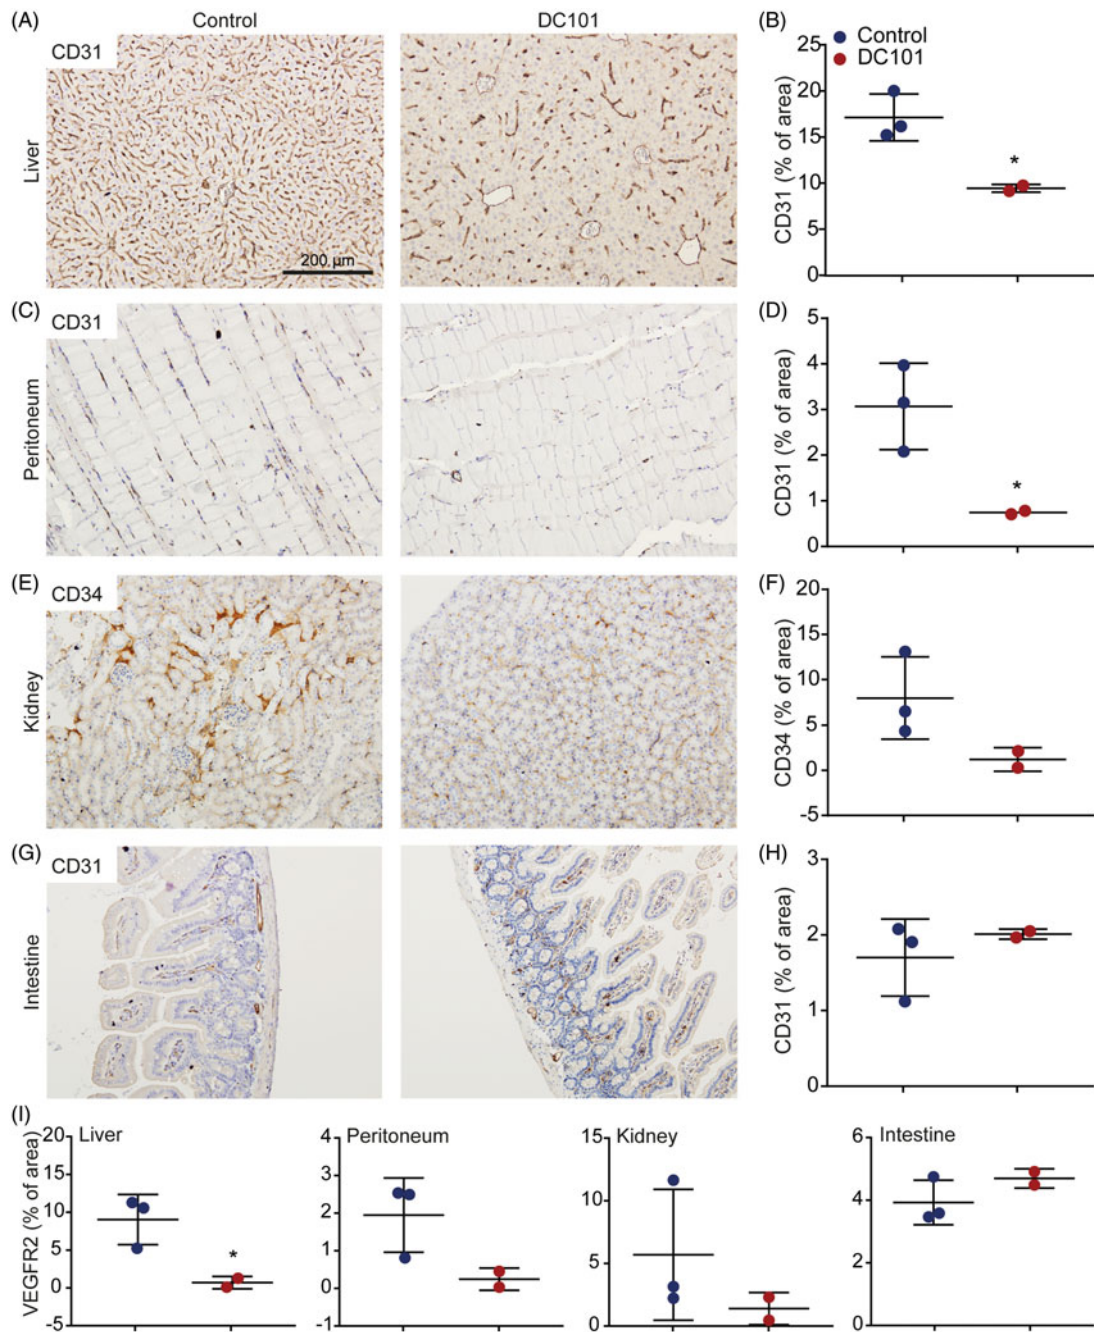 (A) Control DC101 (B)
CD31
Liver
200 µm
Control
DC101
CD31 (% of area)
25
20
15
10
5
0
*
(C) CD31 (D)
Peritoneum
CD31 (% of area)
5
4
3
2
1
0
*
(E) CD34 (F)
Kidney
CD34 (% of area)
20
15
10
5
0
-5
(G) CD31 (H)
Intestine
CD31 (% of area)
3
2
1
0
(I)
VEGFR2 (% of area)
Liver
20
15
10
5
0
-5
*
Peritoneum
4
3
2
1
0
-1
Kidney
15
10
5
0
Intestine
6
4
2
0